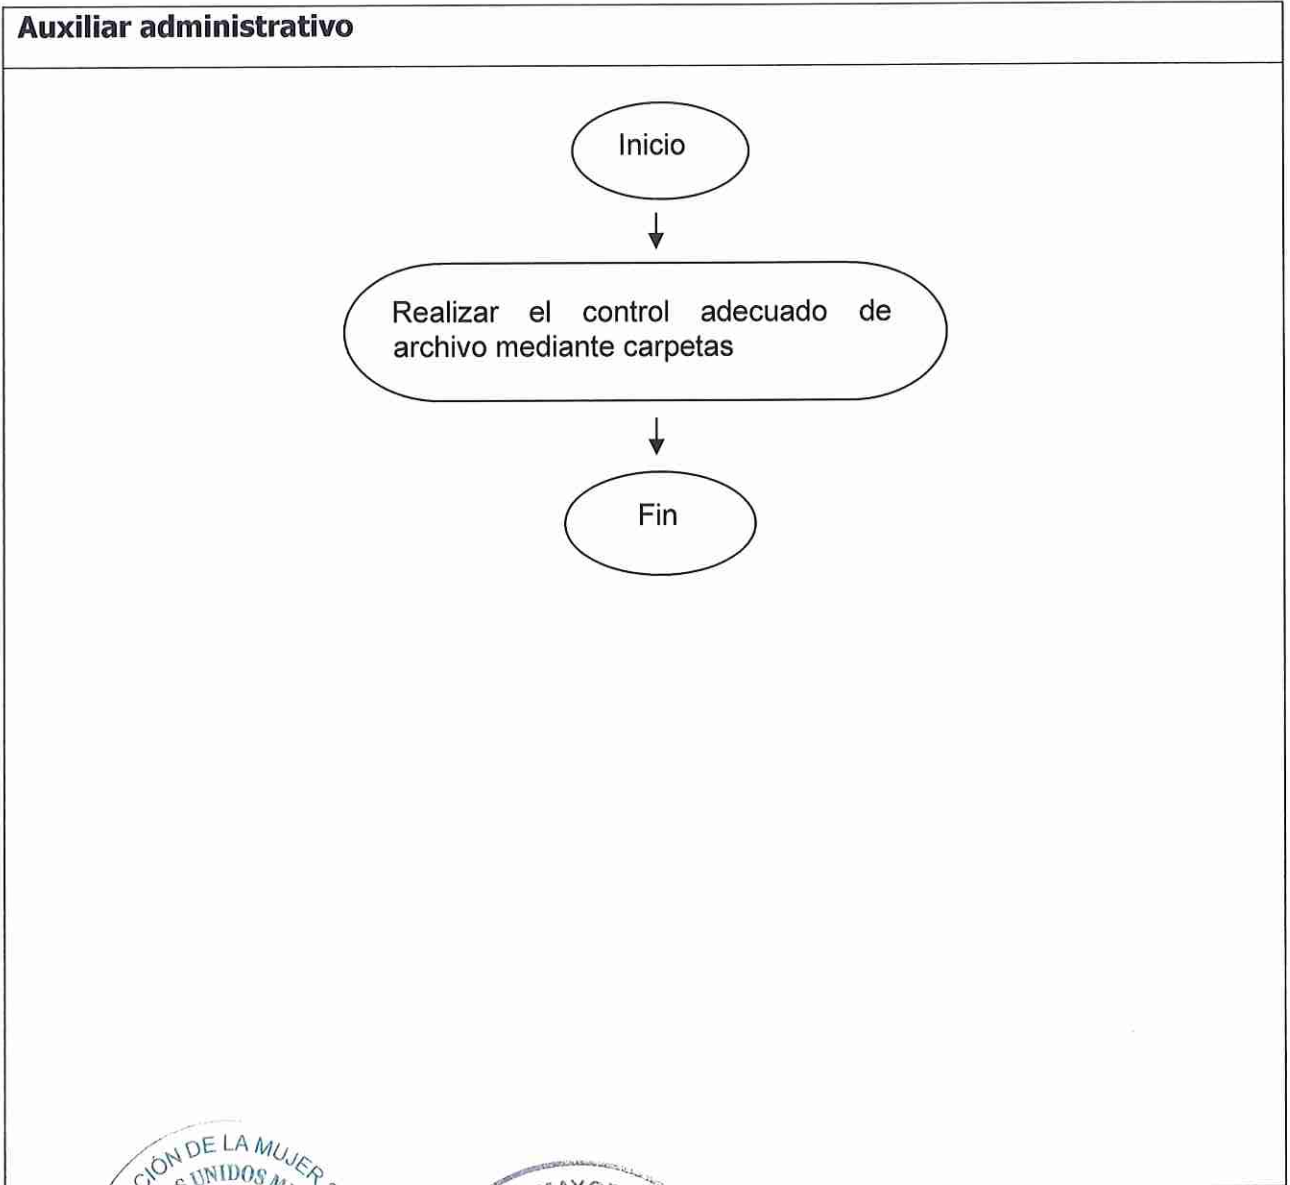 Auxiliar administrativo
Inicio
Realizar el control adecuado de
archivo mediante carpetas
Fin
DE LA MUJER
UNIDOS